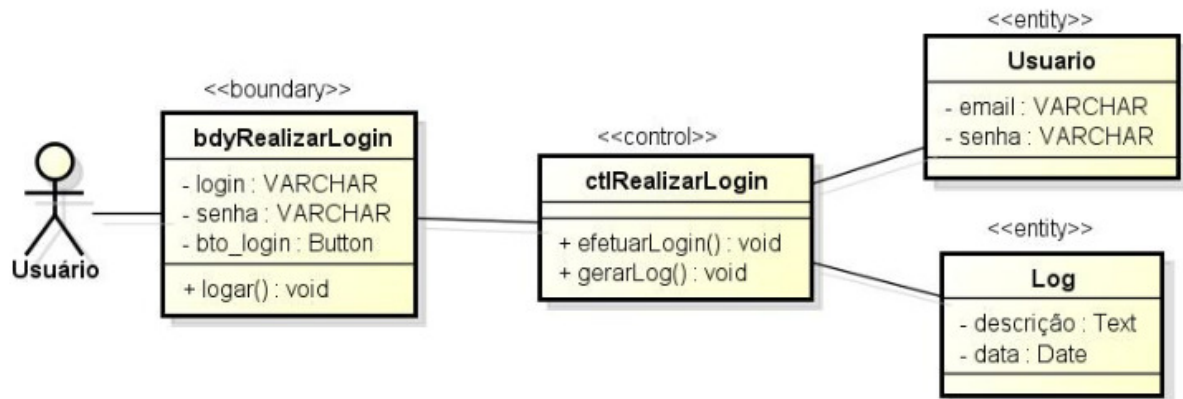 Usuário
<<boundary>>
bdyRealizarLogin
- login : VARCHAR
- senha : VARCHAR
- bto_login : Button
+ logar() : void
<<control>>
ctlRealizarLogin
+ efetuarLogin() : void
+ gerarLog() : void
<<entity>>
Usuario
- email : VARCHAR
- senha : VARCHAR
<<entity>>
Log
- descrição : Text
- data : Date